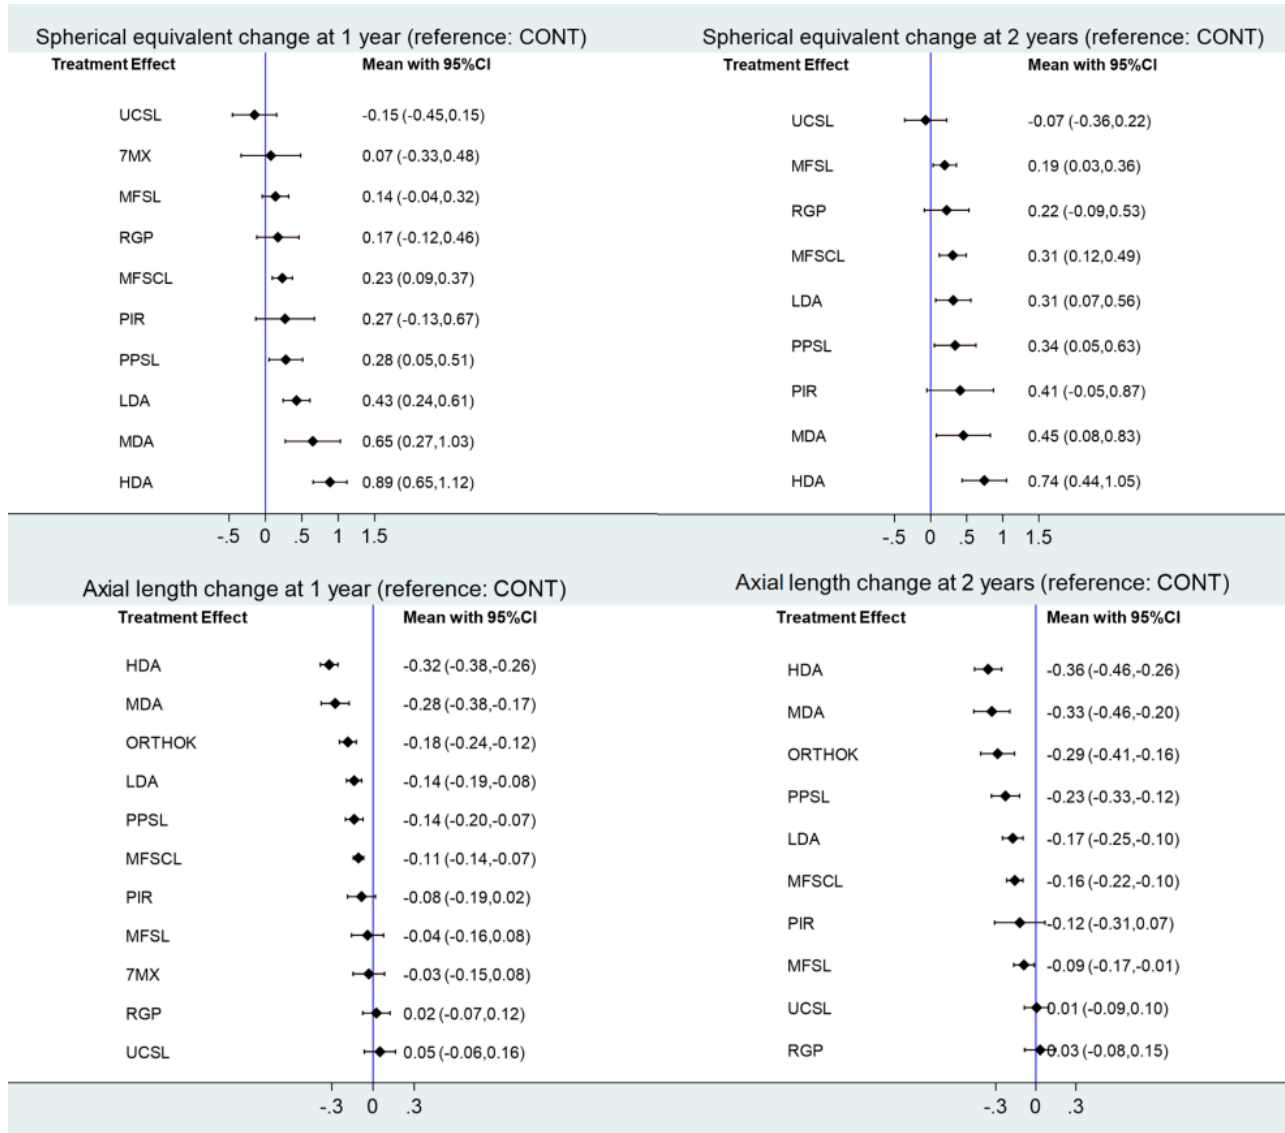 Spherical equivalent change at 1 year (reference: CONT)
Treatment Effect Mean with 95%CI
UCSL -0.15 (-0.45,0.15)
7MX 0.07 (-0.33,0.48)
MFSL 0.14 (-0.04,0.32)
RGP 0.17 (-0.12,0.46)
MFSCL 0.23 (0.09,0.37)
PIR 0.27 (-0.13,0.67)
PPSL 0.28 (0.05,0.51)
LDA 0.43 (0.24,0.61)
MDA 0.65 (0.27,1.03)
HDA 0.89 (0.65,1.12)
-.5 0 .5 1 1.5
Spherical equivalent change at 2 years (reference: CONT)
Treatment Effect Mean with 95%CI
UCSL -0.07 (-0.36,0.22)
MFSL 0.19 (0.03,0.36)
RGP 0.22 (-0.09,0.53)
MFSCL 0.31 (0.12,0.49)
LDA 0.31 (0.07,0.56)
PPSL 0.34 (0.05,0.63)
PIR 0.41 (-0.05,0.87)
MDA 0.45 (0.08,0.83)
HDA 0.74 (0.44,1.05)
-.5 0 .5 1 1.5
Axial length change at 1 year (reference: CONT)
Treatment Effect Mean with 95%CI
HDA -0.32 (-0.38,-0.26)
MDA -0.28 (-0.38,-0.17)
ORTHOK -0.18 (-0.24,-0.12)
LDA -0.14 (-0.19,-0.08)
PPSL -0.14 (-0.20,-0.07)
MFSCL -0.11 (-0.14,-0.07)
PIR -0.08 (-0.19,0.02)
MFSL -0.04 (-0.16,0.08)
7MX -0.03 (-0.15,0.08)
RGP 0.02 (-0.07,0.12)
UCSL 0.05 (-0.06,0.16)
-.3 0 .3
Axial length change at 2 years (reference: CONT)
Treatment Effect Mean with 95%CI
HDA -0.36 (-0.46,-0.26)
MDA -0.33 (-0.46,-0.20)
ORTHOK -0.29 (-0.41,-0.16)
PPSL -0.23 (-0.33,-0.12)
LDA -0.17 (-0.25,-0.10)
MFSCL -0.16 (-0.22,-0.10)
PIR -0.12 (-0.31,0.07)
MFSL -0.09 (-0.17,-0.01)
UCSL 0.01 (-0.09,0.10)
RGP 0.03 (-0.08,0.15)
-.3 0 .3